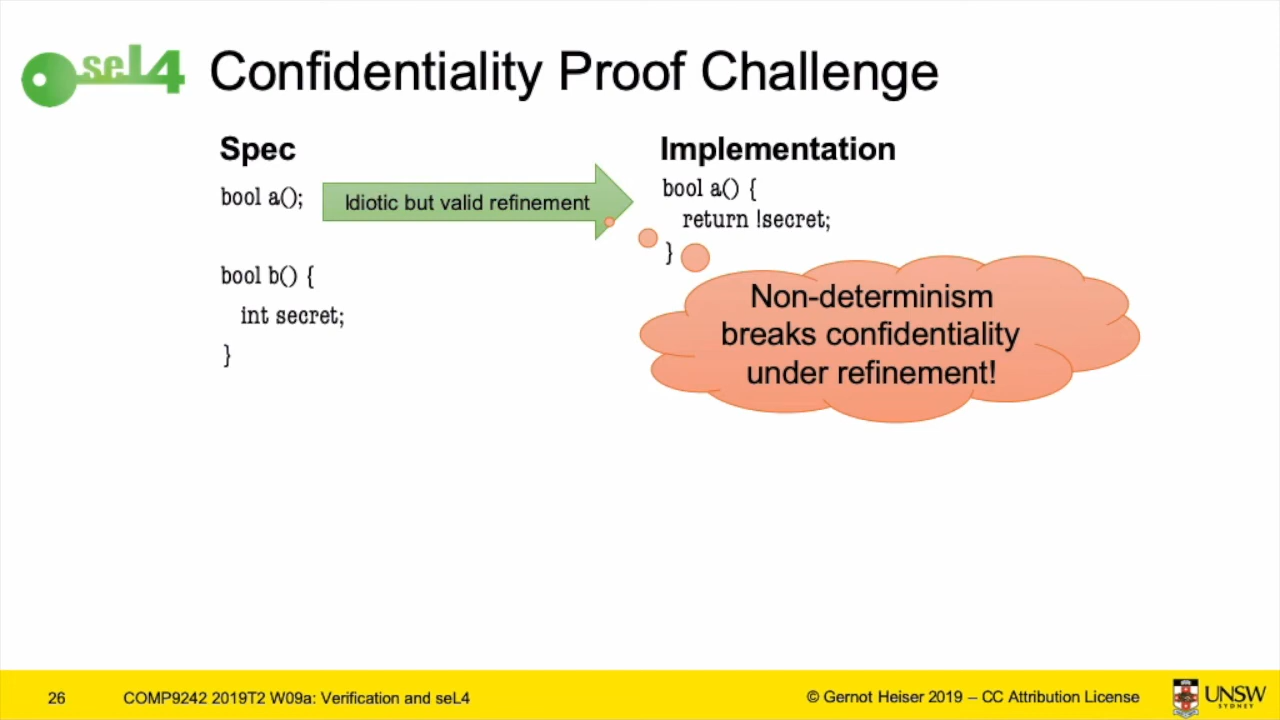 seL4
Confidentiality Proof Challenge
Spec
bool a();
Idiotic but valid refinement
bool b() {
int secret;
}
Implementation
bool a() {
return !secret;
}
Non-determinism
breaks confidentiality
under refinement!
26
COMP9242 2019T2 W09a: Verification and seL4
© Gernot Heiser 2019 – CC Attribution License
UNSW
SYDNEY